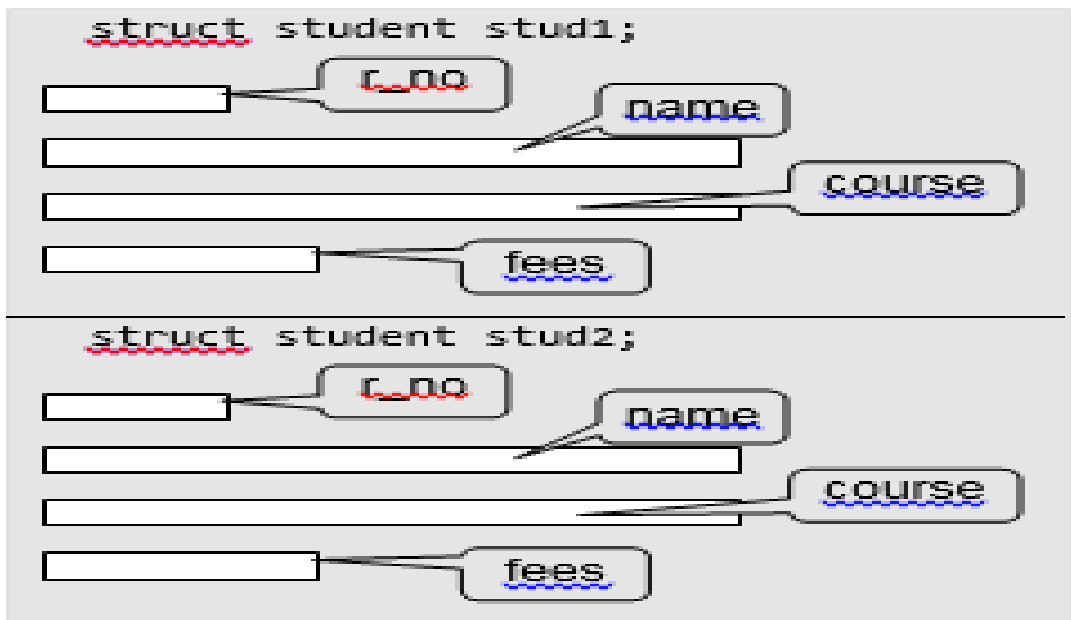 struct student stud1;
r_no
name
course
fees
struct student stud2;
r_no
name
course
fees